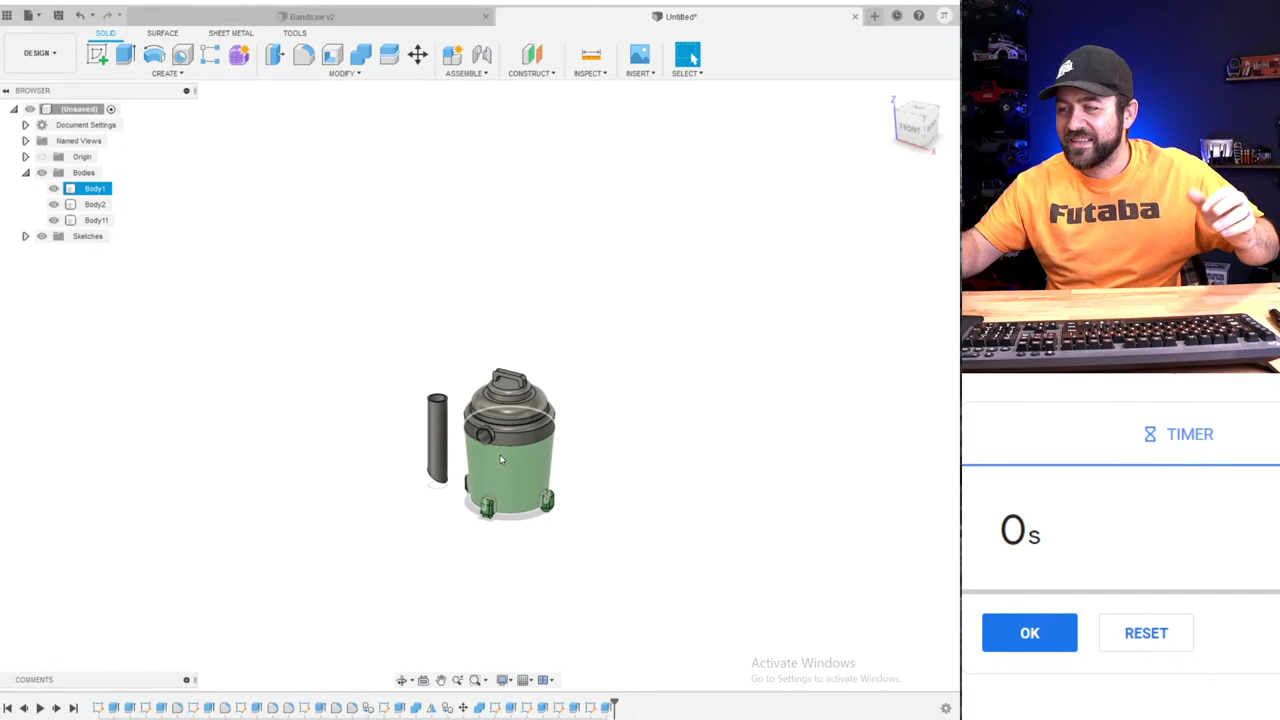 Bandsaw v2
Untitled*
JT
DESIGN
SOLID
SURFACE
SHEET METAL
TOOLS
CREATE
MODIFY
ASSEMBLE
CONSTRUCT
INSPECT
INSERT
SELECT
BROWSER
(Unsaved)
Document Settings
Named Views
Origin
Bodies
Body1
Body2
Body11
Sketches
Z
FRONT
X
Futaba
TIMER
0s
OK
RESET
Activate Windows
Go to Settings to activate Windows.
COMMENTS